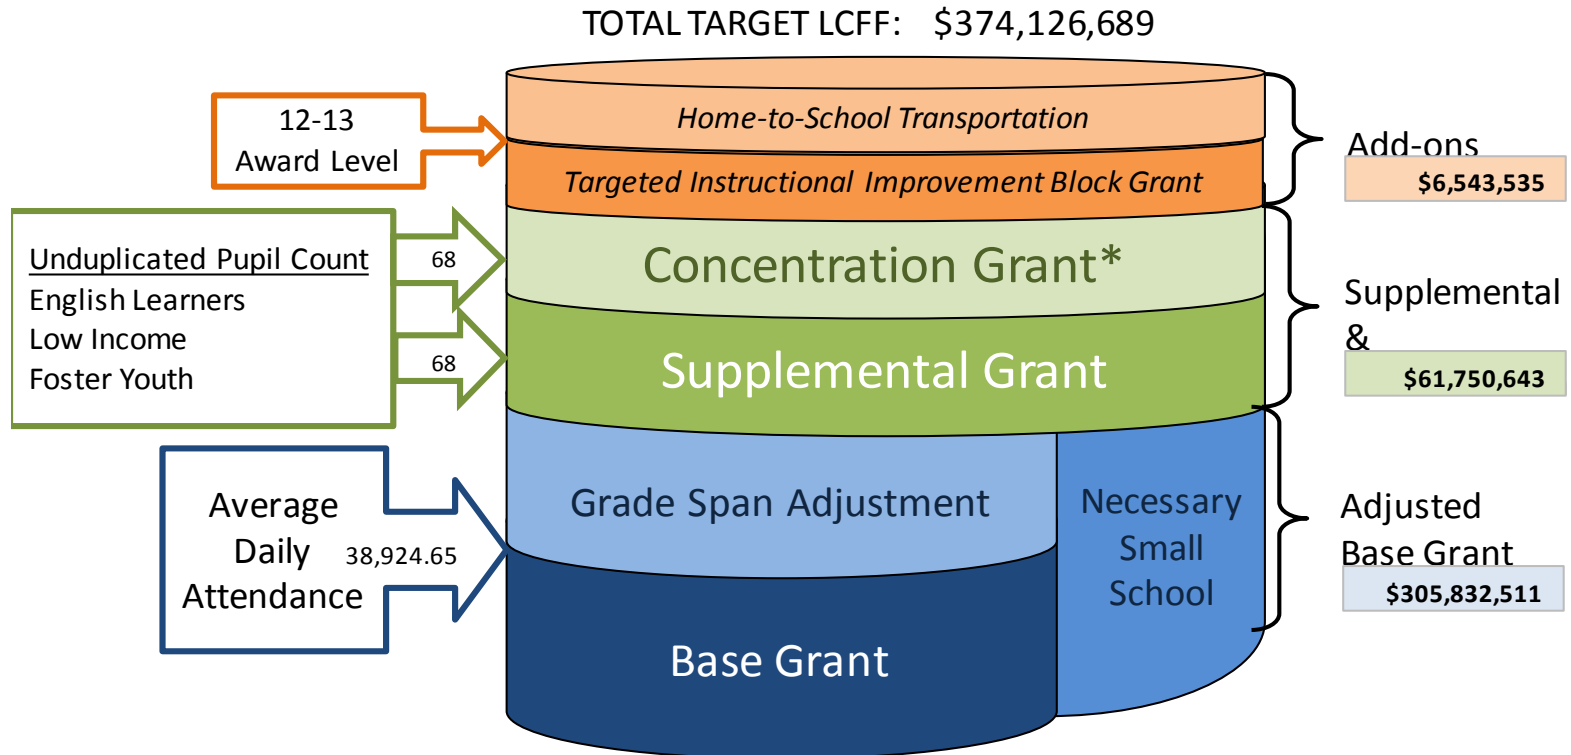 TOTAL TARGET LCFF: $374,126,689
12-13
Award Level
Home-to-School Transportation
Targeted Instructional Improvement Block Grant
Add-ons
$6,543,535
Unduplicated Pupil Count
English Learners
Low Income
Foster Youth
68
68
Concentration Grant*
Supplemental Grant
Supplemental
&
$61,750,643
Average
Daily
Attendance
38,924.65
Grade Span Adjustment
Base Grant
Necessary
Small
School
Adjusted
Base Grant
$305,832,511